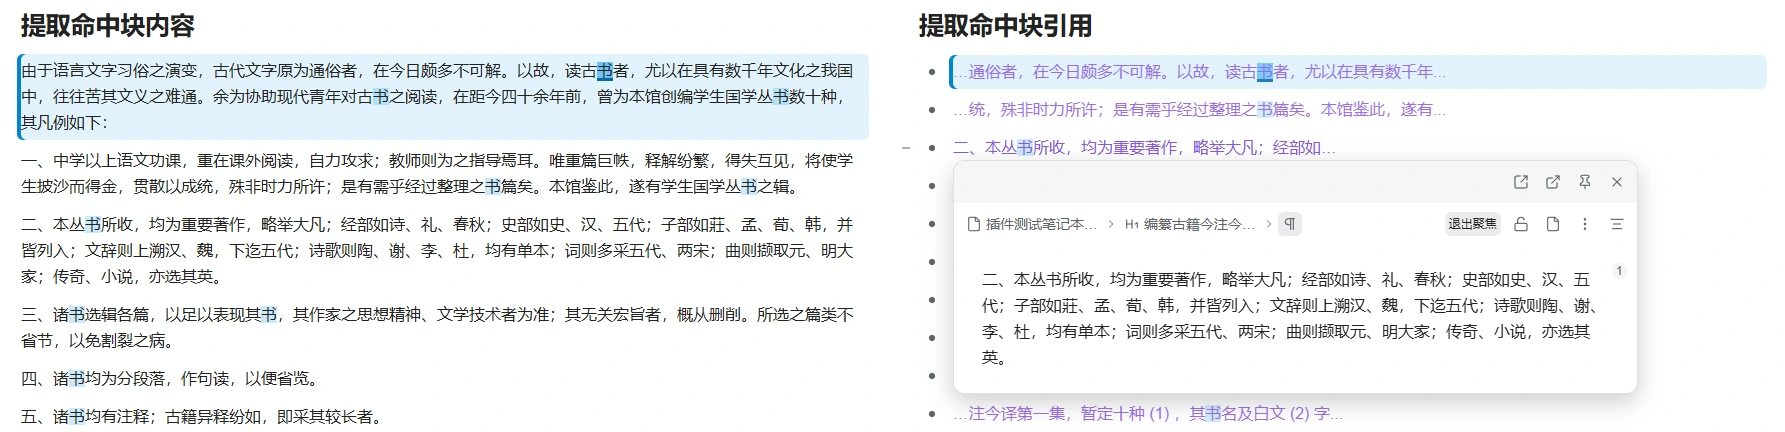 提取命中块内容
由于语言文字习俗之演变，古代文字原为通俗者，在今日颇多不可解。以故，读古书者，尤以在具有数千年文化之我国
中，往往苦其文义之难通。余为协助现代青年对古书之阅读，在距今四十余年前，曾为本馆创编学生国学丛书数十种，
其凡例如下：
一、中学以上语文功课，重在课外阅读，自力攻求；教师则为之指导焉耳。唯重篇巨帙，释解纷繁，得失互见，将使学
生披沙而得金，贯散以成统，殊非时力所许；是有需乎经过整理之书篇矣。本馆鉴此，遂有学生国学丛书之辑。
二、本丛书所收，均为重要著作，略举大凡；经部如诗、礼、春秋；史部如史、汉、五代；子部如莊、孟、荀、韩，并
皆列入；文辞则上溯汉、魏，下迄五代；诗歌则陶、谢、李、杜，均有单本；词则多采五代、两宋；曲则撷取元、明大
家；传奇、小说，亦选其英。
三、诸书选辑各篇，以足以表现其书，其作家之思想精神、文学技术者为准；其无关宏旨者，概从删削。所选之篇类不
省节，以免割裂之病。
四、诸书均为分段落，作句读，以便省览。
五、诸书均有注释；古籍异释纷如，即采其较长者。
提取命中块引用
…通俗者，在今日颇多不可解。以故，读古书者，尤以在具有数千年…
…统，殊非时力所许；是有需乎经过整理之书篇矣。本馆鉴此，遂有…
二、本丛书所收，均为重要著作，略举大凡；经部如…
插件测试笔记本… > H1 编纂古籍今注今… > ¶ 退出聚焦
二、本丛书所收，均为重要著作，略举大凡；经部如诗、礼、春秋；史部如史、汉、五
代；子部如莊、孟、荀、韩，并皆列入；文辞则上溯汉、魏，下迄五代；诗歌则陶、谢、
李、杜，均有单本；词则多采五代、两宋；曲则撷取元、明大家；传奇、小说，亦选其
英。
1
…注今译第一集，暂定十种 (1) ，其书名及白文 (2) 字…